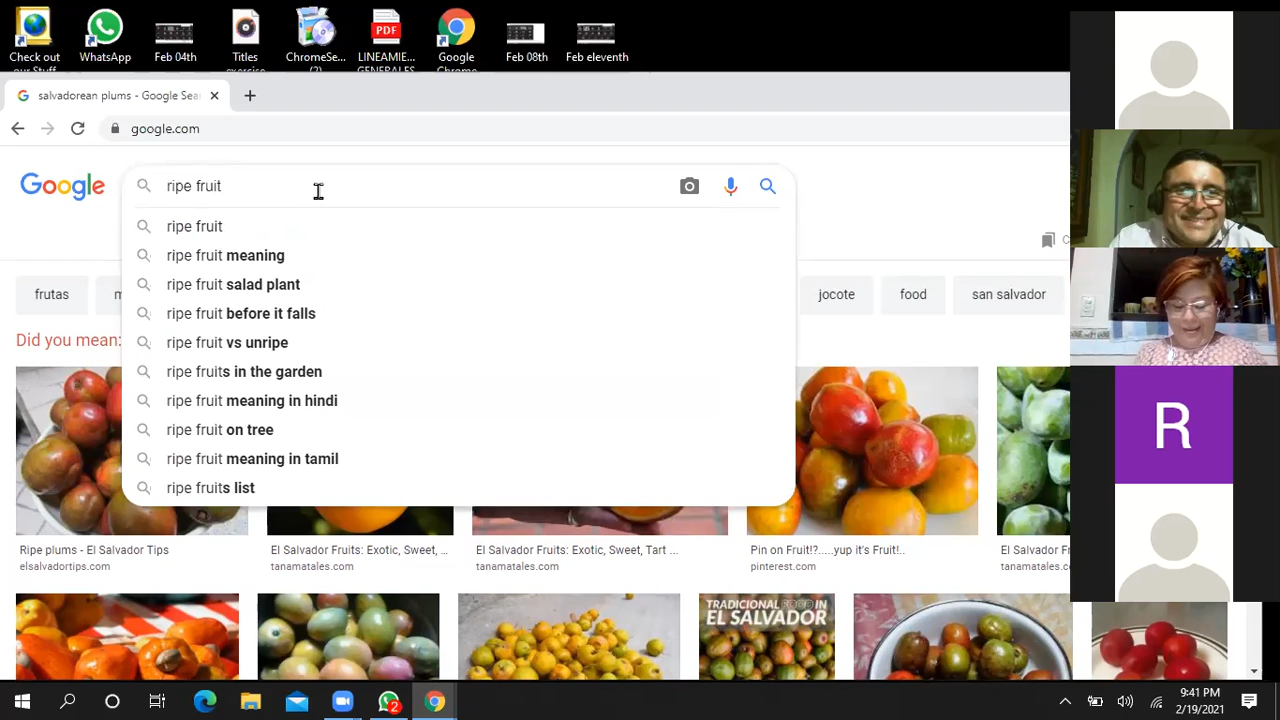 Check out
our Stuff
WhatsApp
Feb 04th
Titles
exercise
ChromeSe...
(2)
PDF
LINEAMIE...
GENERALES
Google
Chrome
Feb 08th
Feb eleventh
salvadorean plums - Google Sea
google.com
Google
ripe fruit
ripe fruit
ripe fruit meaning
ripe fruit salad plant
ripe fruit before it falls
ripe fruit vs unripe
ripe fruits in the garden
ripe fruit meaning in hindi
ripe fruit on tree
ripe fruit meaning in tamil
ripe fruits list
C
frutas
m
jocote
food
san salvador
Did you mean:
Ripe plums - El Salvador Tips
elsalvadortips.com
El Salvador Fruits: Exotic, Sweet, ...
tanamatales.com
El Salvador Fruits: Exotic, Sweet, Tart ...
tanamatales.com
Pin on Fruit!?.....yup it's Fruit!..
pinterest.com
El Salvador F
tanamatales.c
TRADICIONAL FOOD IN
EL SALVADOR
R
2
9:41 PM
2/19/2021